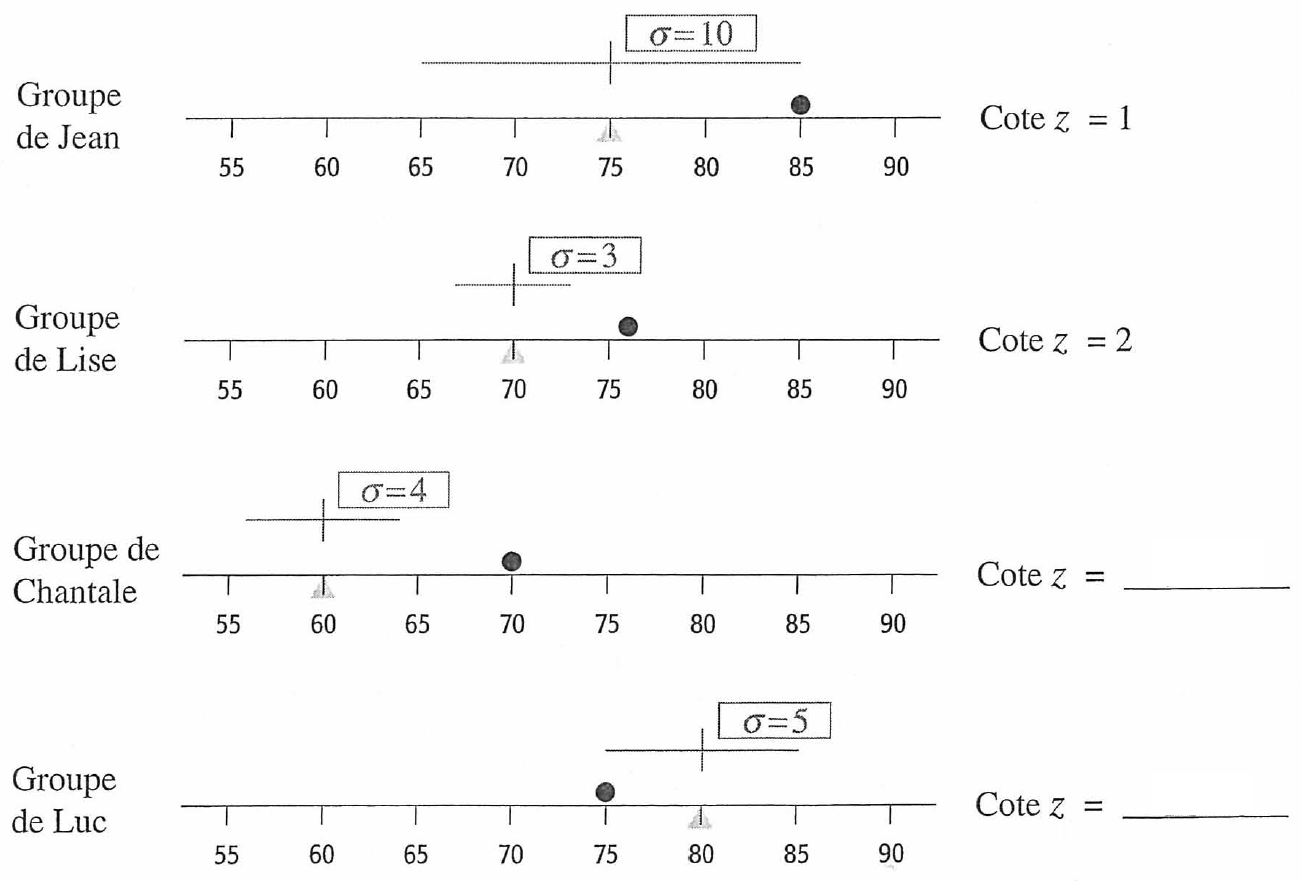 σ=10
Groupe
de Jean
Cote z = 1
55 60 65 70 75 80 85 90
σ=3
Groupe
de Lise
Cote z = 2
55 60 65 70 75 80 85 90
σ=4
Groupe de
Chantale
Cote z = 
55 60 65 70 75 80 85 90
σ=5
Groupe
de Luc
Cote z = 
55 60 65 70 75 80 85 90